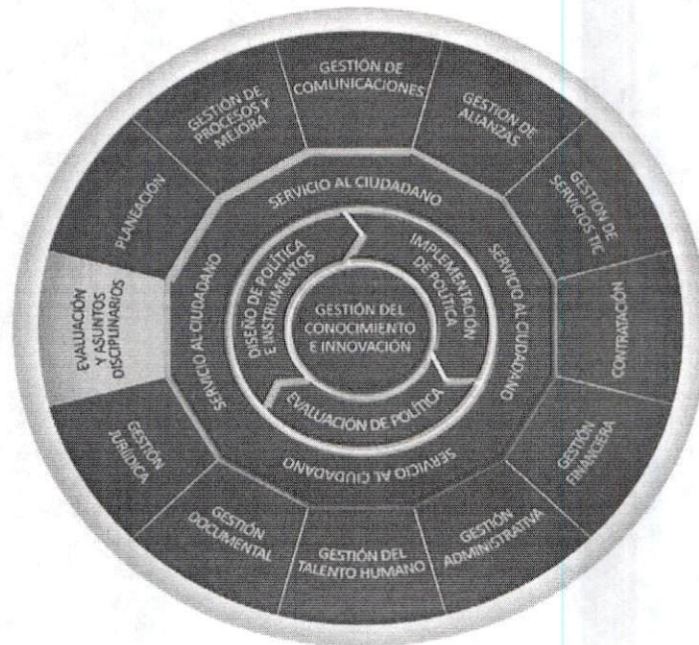 GESTIÓN DE
COMUNICACIONES
GESTIÓN DE
ALIANZAS
GESTIÓN DE
SERVICIOS TIC
CONTRATACIÓN
GESTIÓN
FINANCIERA
GESTIÓN
ADMINISTRATIVA
GESTIÓN DEL
TALENTO HUMANO
GESTIÓN
DOCUMENTAL
GESTIÓN
JURÍDICA
EVALUACIÓN
Y ASUNTOS
DISCIPLINARIOS
PLANEACIÓN
GESTIÓN DE
PROCESOS Y
MEJORA
SERVICIO AL CIUDADANO
SERVICIO AL CIUDADANO
SERVICIO AL CIUDADANO
SERVICIO AL CIUDADANO
DISEÑO DE POLÍTICA
E INSTRUMENTOS
IMPLEMENTACIÓN
DE POLÍTICA
EVALUACIÓN DE POLÍTICA
GESTIÓN DEL
CONOCIMIENTO
E INNOVACIÓN